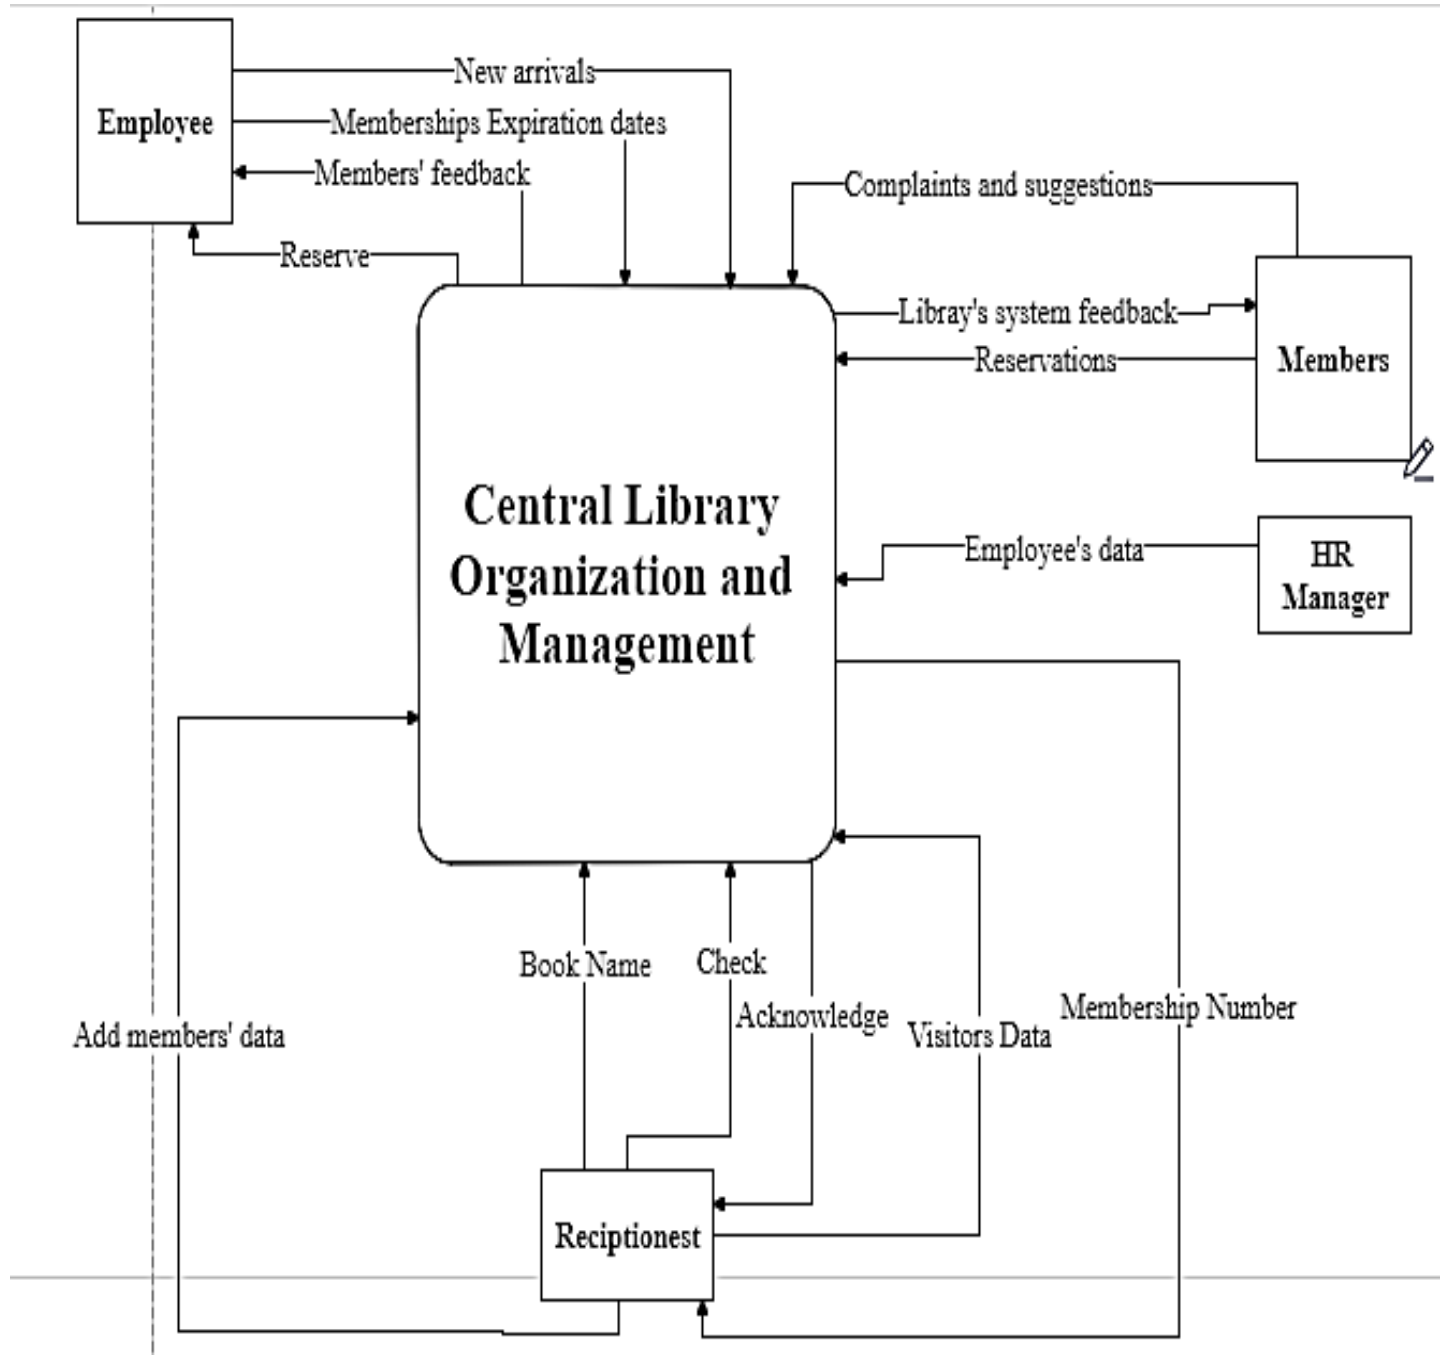 New arrivals
Employee
Memberships Expiration dates
Members' feedback
Complaints and suggestions
Reserve
Libray's system feedback
Reservations
Members
Central Library
Organization and
Management
Employee's data
HR
Manager
Book Name
Check
Acknowledge
Membership Number
Add members' data
Visitors Data
Reciptionest